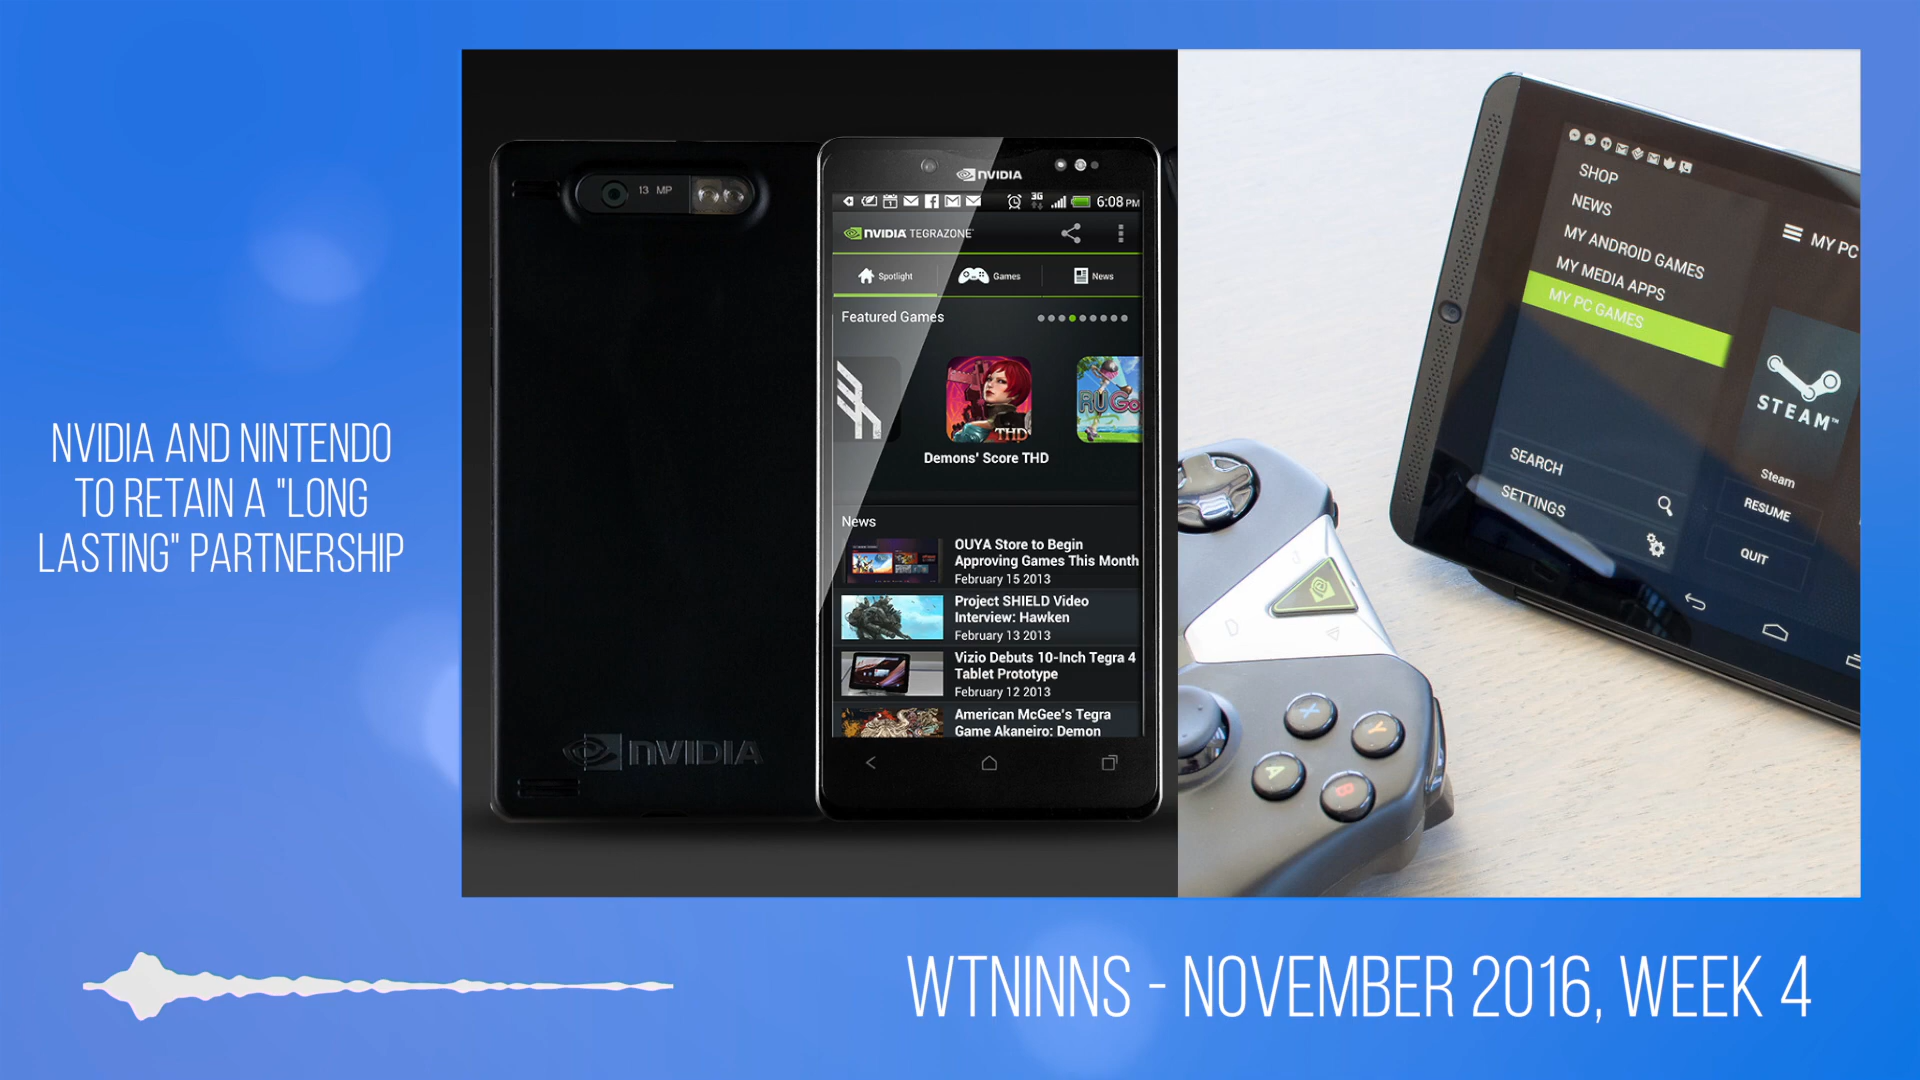 NVIDIA AND NINTENDO
TO RETAIN A "LONG
LASTING" PARTNERSHIP
13 MP
NVIDIA
NVIDIA
3G
6:08 PM
NVIDIA TEGRAZONE
Spotlight
Games
News
Featured Games
THD
RUGo
Demons' Score THD
News
OUYA Store to Begin
Approving Games This Month
February 15 2013
Project SHIELD Video
Interview: Hawken
February 13 2013
Vizio Debuts 10-Inch Tegra 4
Tablet Prototype
February 12 2013
American McGee's Tegra
Game Akaneiro: Demon
SHOP
NEWS
MY ANDROID GAMES
MY MEDIA APPS
MY PC GAMES
SEARCH
SETTINGS
MY PC
STEAM™
Steam
RESUME
QUIT
X
Y
A
B
WTNINNS - NOVEMBER 2016, WEEK 4